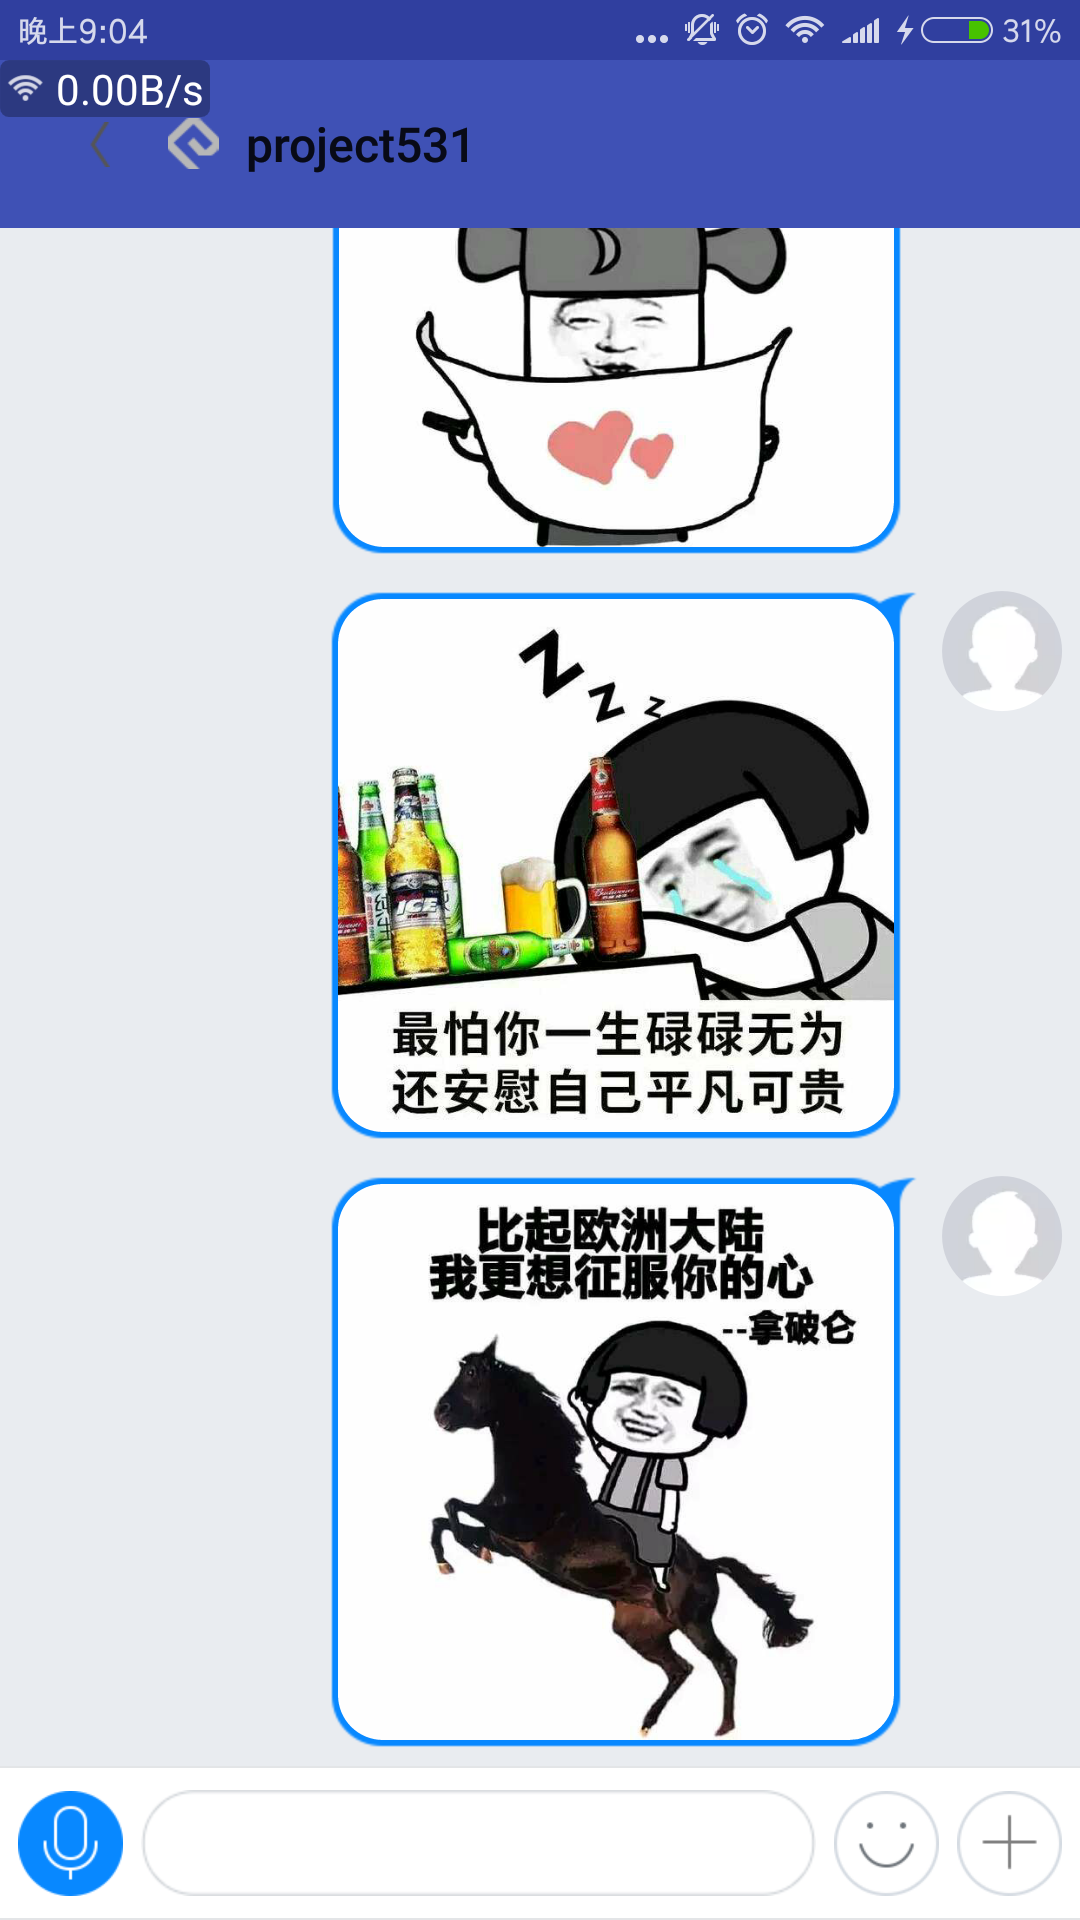 晚上9:04
31%
0.00B/s
project531
Z
Z
Z
ICE
Budweiser
最怕你一生碌碌无为
还安慰自己平凡可贵
比起欧洲大陆
我更想征服你的心
--拿破仑